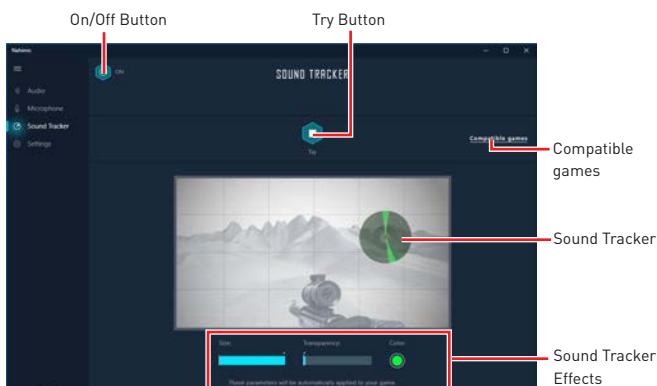 On/Off Button
Try Button
Nahimic
ON
SOUND TRACKER
Audio
Microphone
Sound Tracker
Settings
Try
Compatible games
Compatible
games
Sound Tracker
Size:
Transparency:
Color:
Sound Tracker
Effects
These parameters will be automatically applied to your game